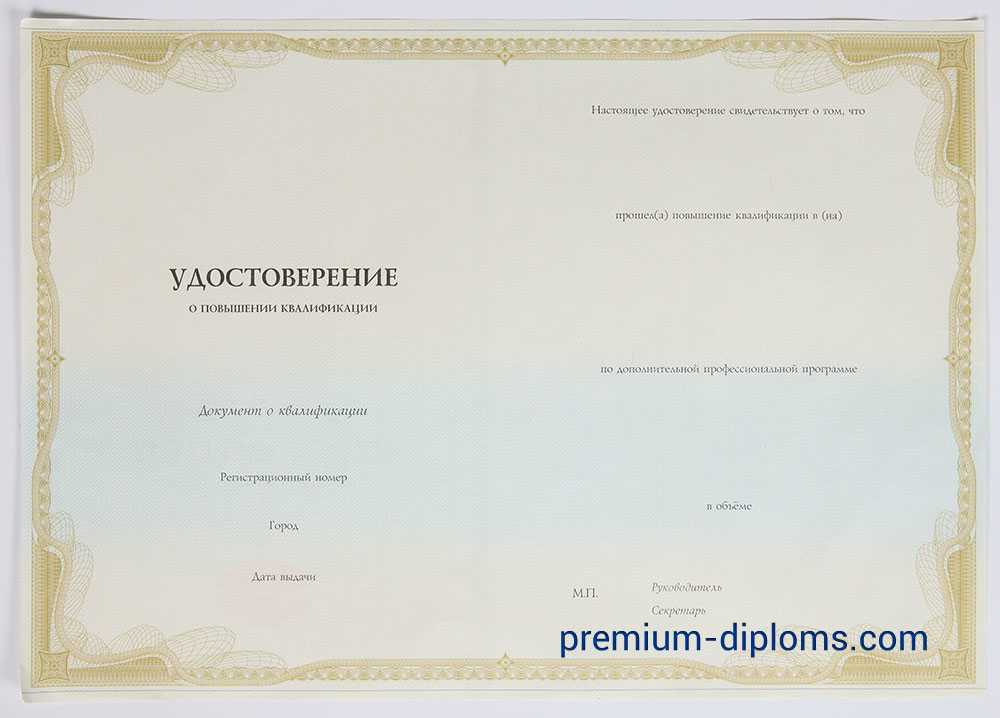 УДОСТОВЕРЕНИЕ
О ПОВЫШЕНИИ КВАЛИФИКАЦИИ
Документ о квалификации
Регистрационный номер
Город
Дата выдачи
Настоящее удостоверение свидетельствует о том, что
прошел(а) повышение квалификации в (на)
по дополнительной профессиональной программе
в объёме
М.П.
Руководитель
Секретарь
premium-diploms.com